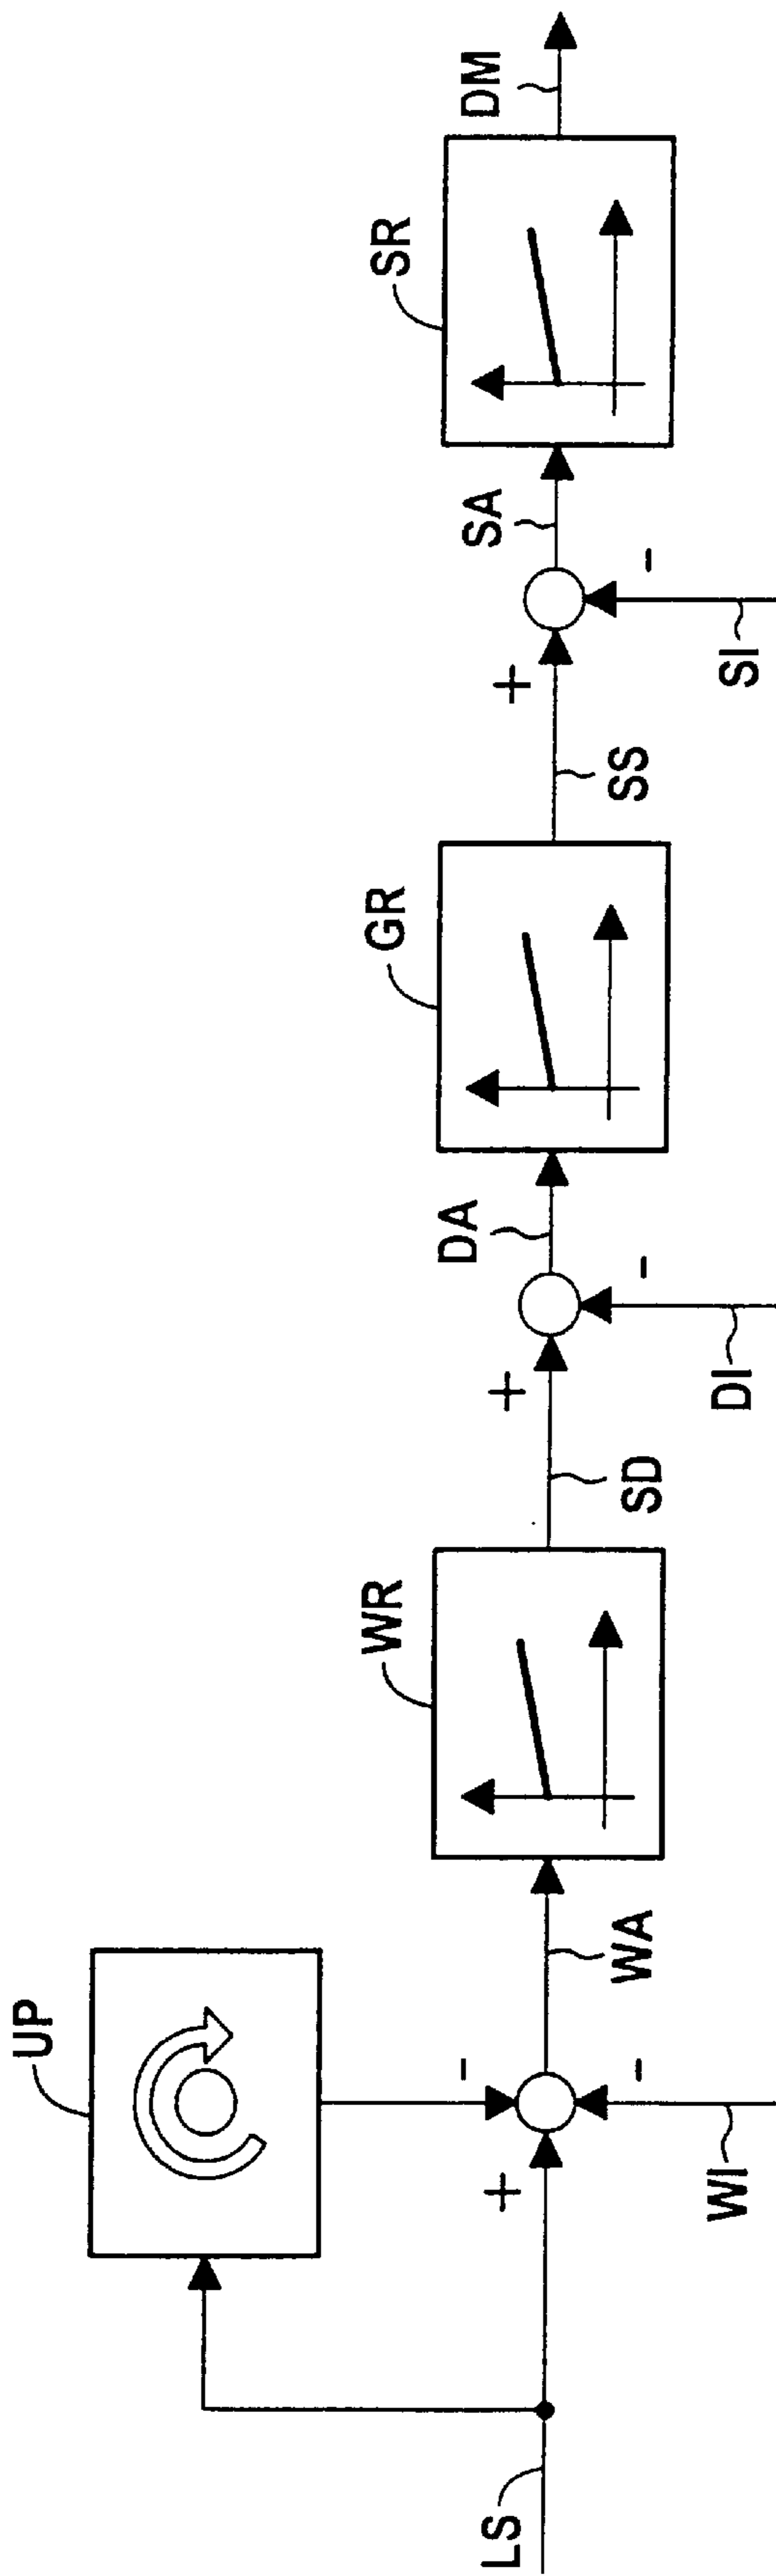 UP
LS
+
-
-
WI
WA
WR
SD
+
-
DI
DA
GR
SS
+
-
SI
SA
SR
DM